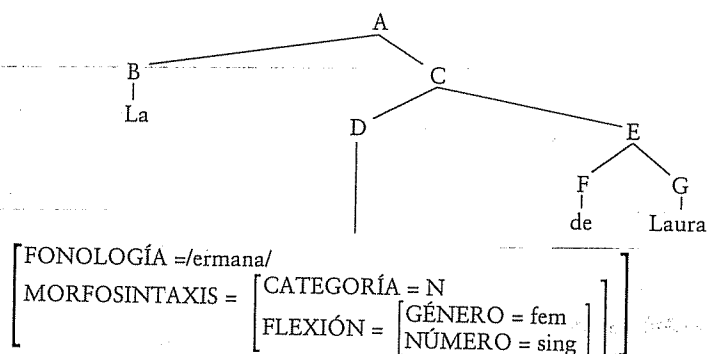 A
B
C
La
D
E
F G
de Laura
FONOLOGÍA =/ermana/
MORFOSINTAXIS =
CATEGORÍA = N
FLEXIÓN =
GÉNERO = fem
NÚMERO = sing